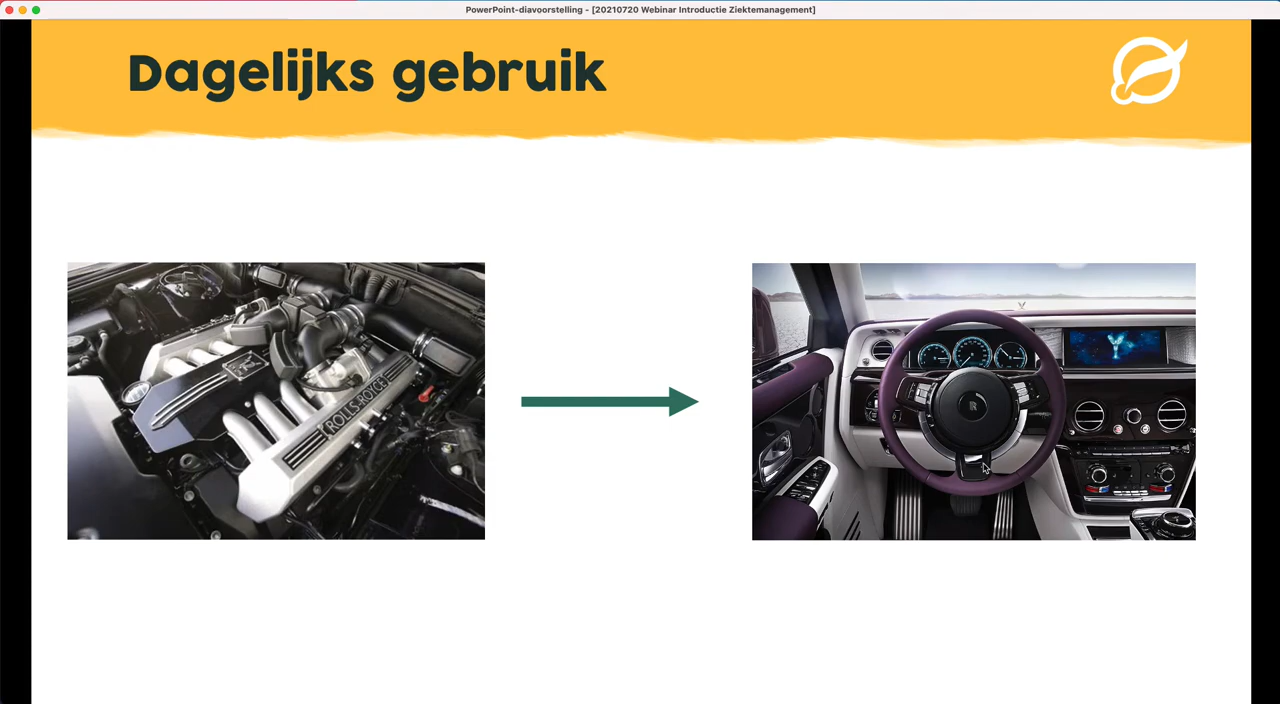 PowerPoint-diavoorstelling - [20210720 Webinar Introductie Ziektemanagement]
Dagelijks gebruik
ROLLS-ROYCE